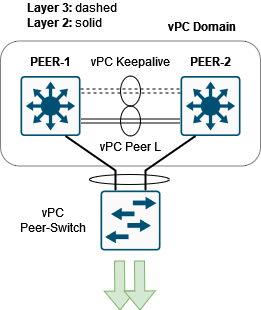 Layer 3: dashed
Layer 2: solid
vPC Domain
PEER-1
vPC Keepalive
PEER-2
vPC Peer L
vPC
Peer-Switch